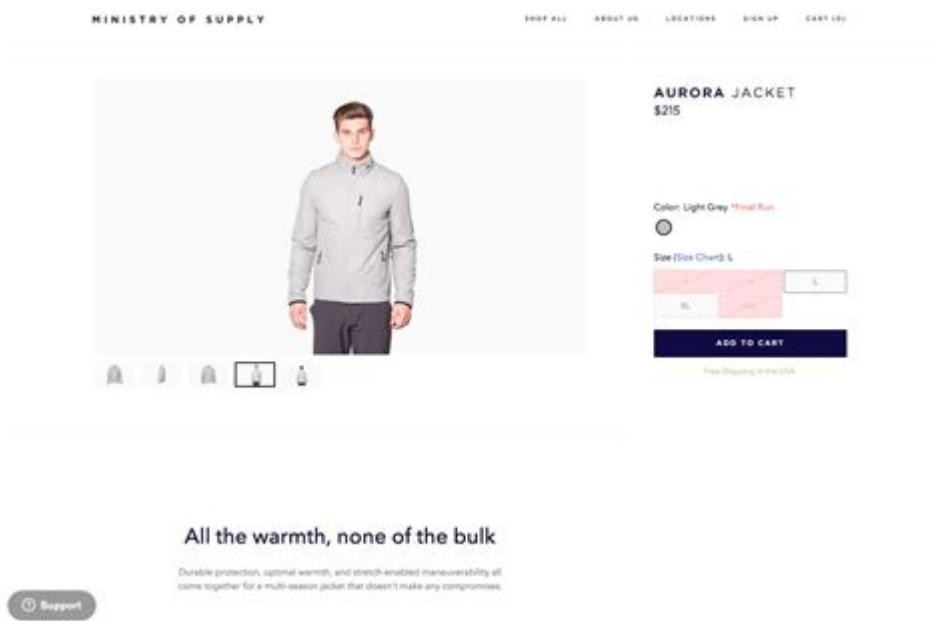 MINISTRY OF SUPPLY
SHOP ALL ABOUT US LOCATIONS SIGN UP CART (0)
AURORA JACKET
$215
Color: Light Grey *Final Run
Size (Size Chart): L
L
XL
ADD TO CART
Free Shipping in the USA
All the warmth, none of the bulk
Durable protection, optimal warmth, and stretch-enabled maneuverability all
come together for a multi-season jacket that doesn't make any compromises.
Support